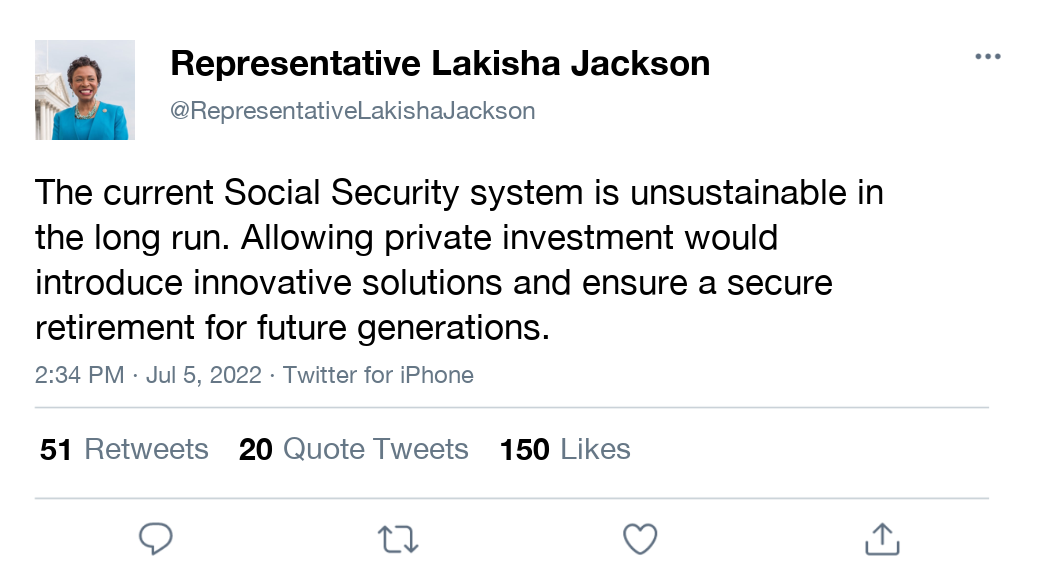 Representative Lakisha Jackson
@RepresentativeLakishaJackson
The current Social Security system is unsustainable in
the long run. Allowing private investment would
introduce innovative solutions and ensure a secure
retirement for future generations.
2:34 PM · Jul 5, 2022 · Twitter for iPhone
51 Retweets 20 Quote Tweets 150 Likes